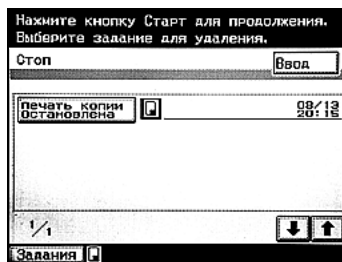 Нажмите кнопку Старт для продолжения.
Выберите задание для удаления.
Стоп
Ввод
печать копии
остановлена
08/13
20:15
1/1
Задания